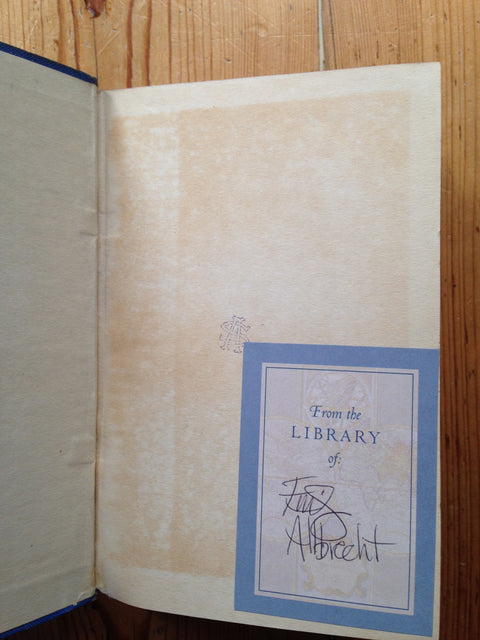 From the
LIBRARY
of:
Albrecht